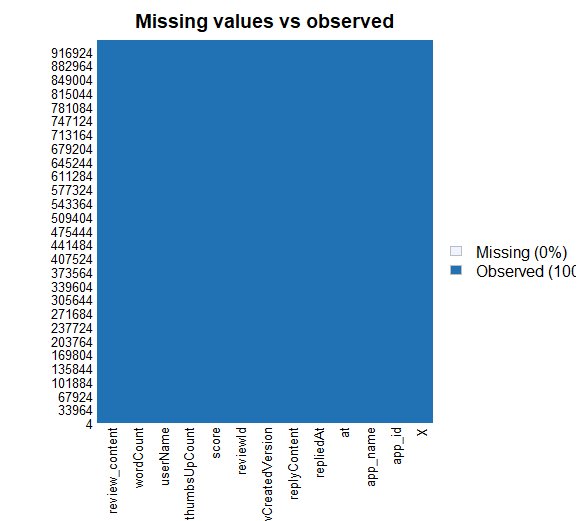 Missing values vs observed
916924
882964
849004
815044
781084
747124
713164
679204
645244
611284
577324
543364
509404
475444
441484
407524
373564
339604
305644
271684
237724
203764
169804
135844
101884
67924
33964
4
Missing (0%)
Observed (100
review_content
wordCount
userName
thumbsUpCount
score
reviewId
vCreatedVersion
replyContent
repliedAt
at
app_name
app_id
X